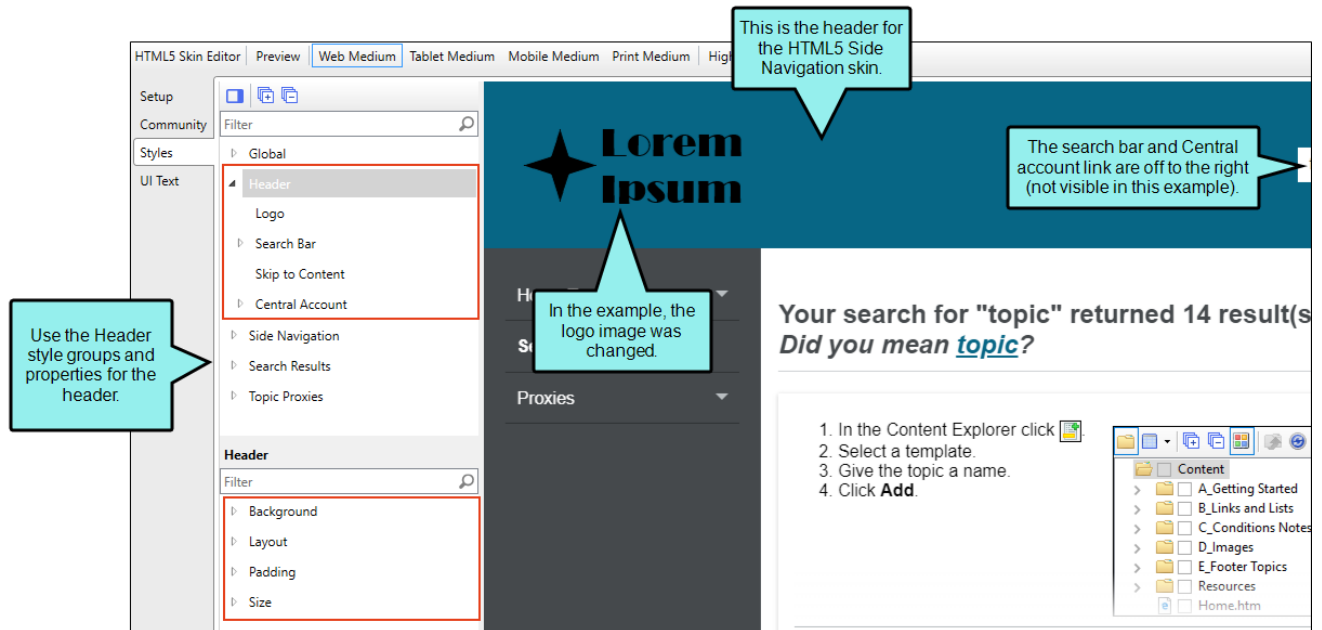 This is the header for
the HTML5 Side
Navigation skin.
HTML5 Skin Editor Preview Web Medium Tablet Medium Mobile Medium Print Medium
Setup
Community
Styles
UI Text
Filter
Global
Header
Logo
Search Bar
Skip to Content
Central Account
Side Navigation
Search Results
Topic Proxies
Header
Filter
Background
Layout
Padding
Size
Use the Header
style groups and
properties for the
header.
Lorem
Ipsum
The search bar and Central
account link are off to the right
(not visible in this example).
In the example, the
logo image was
changed.
Proxies
Your search for "topic" returned 14 result(s
Did you mean topic?
1. In the Content Explorer click .
2. Select a template.
3. Give the topic a name.
4. Click Add.
Content
A_Getting Started
B_Links and Lists
C_Conditions Notes
D_Images
E_Footer Topics
Resources
Home.htm